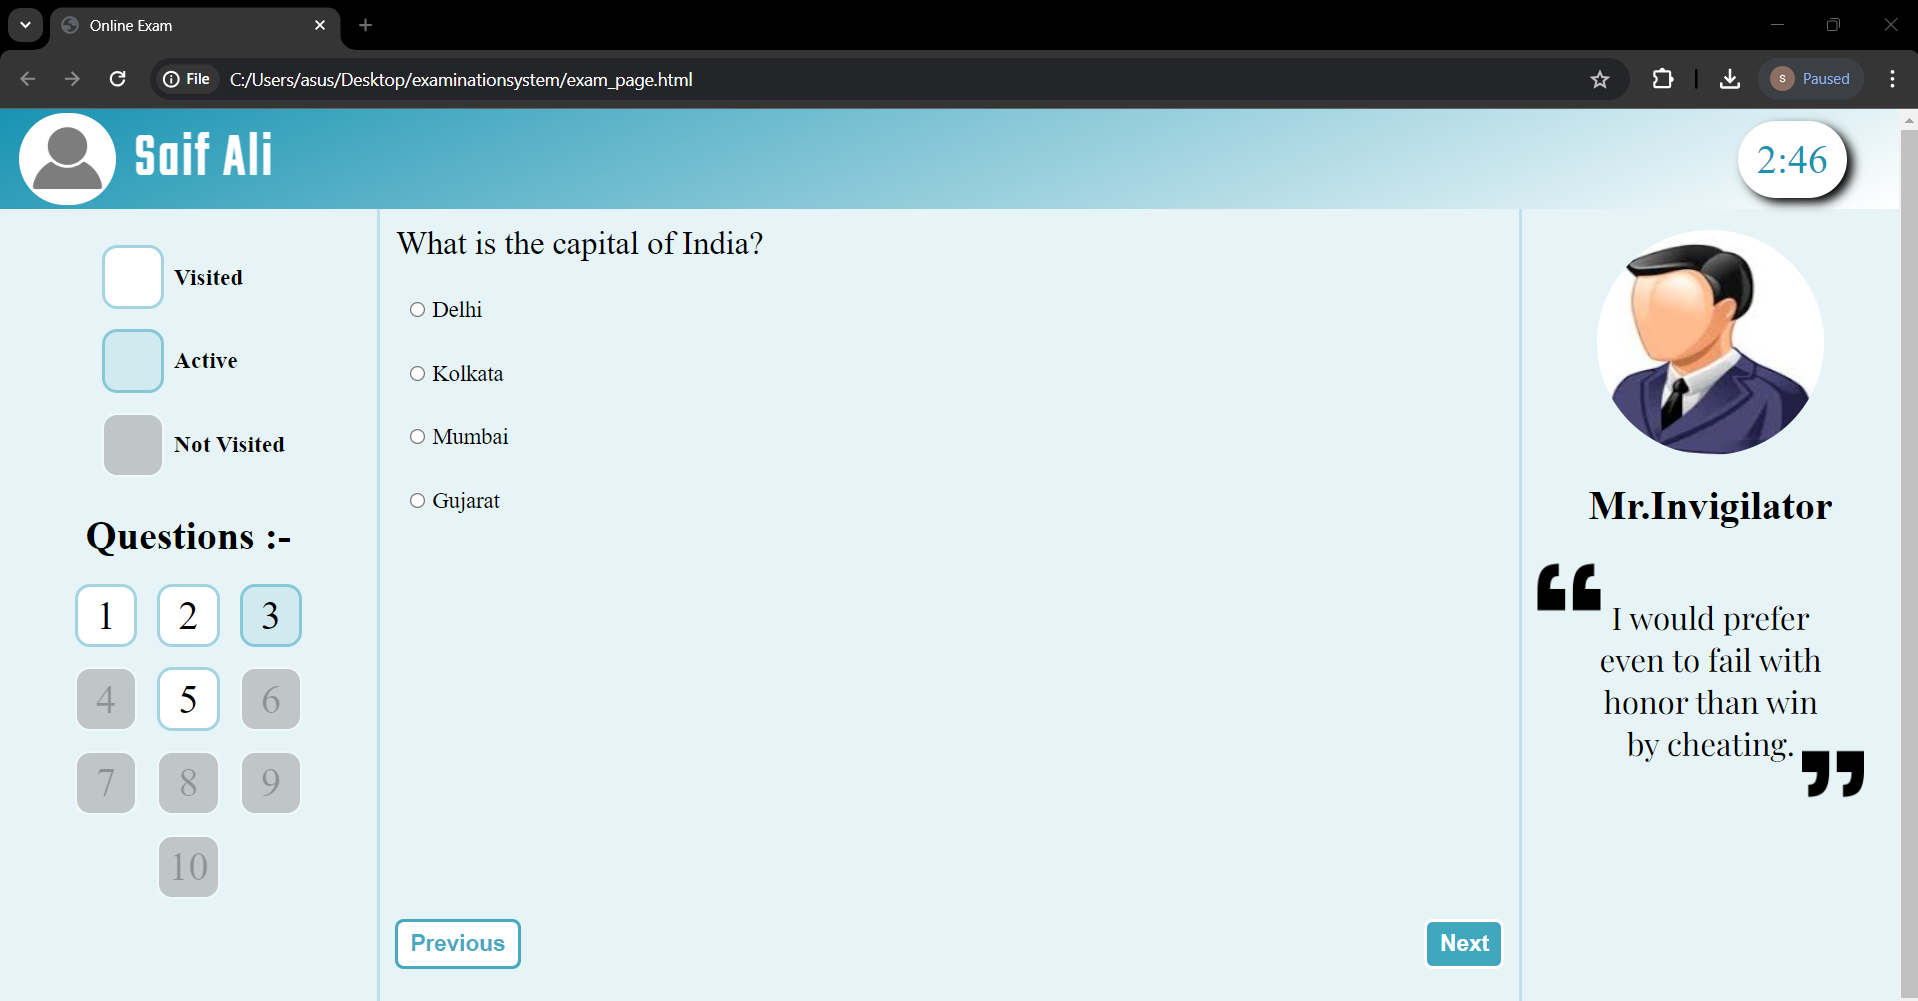 Online Exam
File
C:/Users/asus/Desktop/examinationsystem/exam_page.html
S
Paused
Saif Ali
2:46
Visited
Active
Not Visited
Questions :-
1 2 3
4 5 6
7 8 9
10
What is the capital of India?
Delhi
Kolkata
Mumbai
Gujarat
Previous
Next
Mr.Invigilator
“
I would prefer
even to fail with
honor than win
by cheating.
”